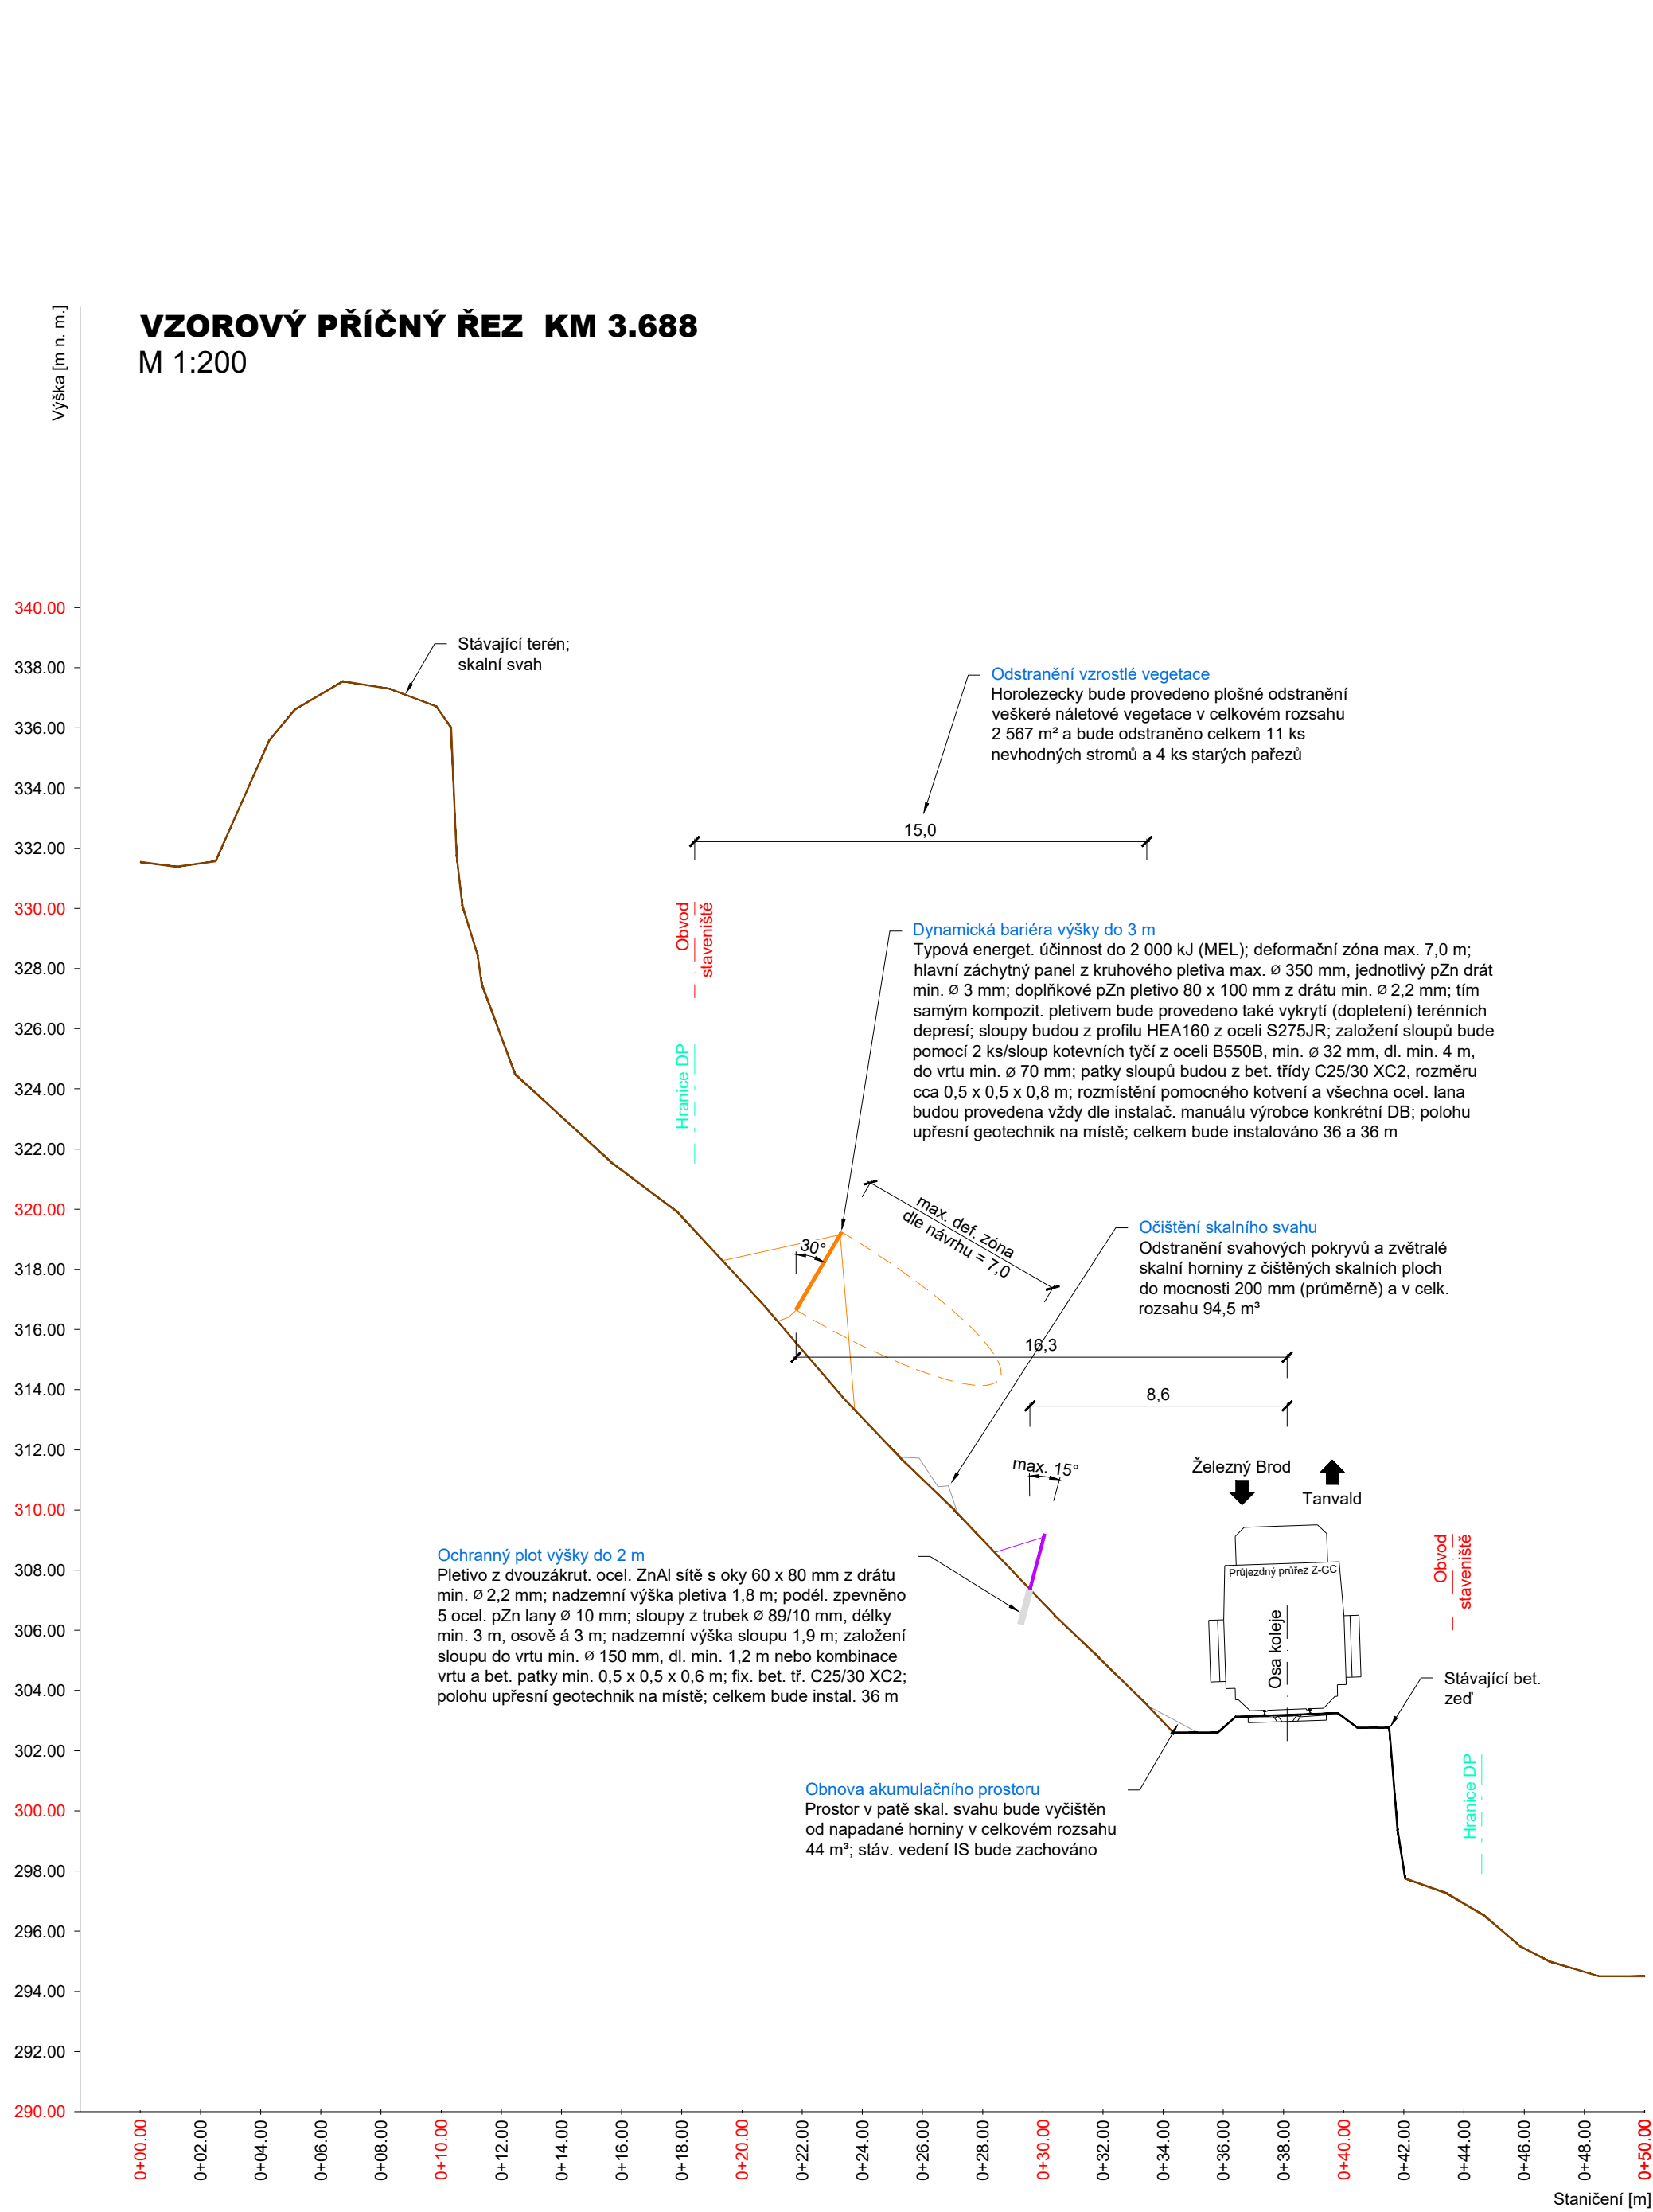 VZOROVÝ PŘÍČNÝ ŘEZ  KM 3.688
M 1:200
Výška [m n. m.]
340.00
338.00
336.00
334.00
332.00
330.00
328.00
326.00
324.00
322.00
320.00
318.00
316.00
314.00
312.00
310.00
308.00
306.00
304.00
302.00
300.00
298.00
296.00
294.00
292.00
290.00
Stávající terén;
skalní svah
Odstranění vzrostlé vegetace
Horolezecky bude provedeno plošné odstranění
veškeré náletové vegetace v celkovém rozsahu
2 567 m² a bude odstraněno celkem 11 ks
nevhodných stromů a 4 ks starých pařezů
15,0
Obvod
staveniště
Hranice DP
Dynamická bariéra výšky do 3 m
Typová energet. účinnost do 2 000 kJ (MEL); deformační zóna max. 7,0 m;
hlavní záchytný panel z kruhového pletiva max. ⌀ 350 mm, jednotlivý pZn drát
min. ⌀ 3 mm; doplňkové pZn pletivo 80 x 100 mm z drátu min. ⌀ 2,2 mm; tím
samým kompozit. pletivem bude provedeno také vykrytí (dopletení) terénních
depresí; sloupy budou z profilu HEA160 z oceli S275JR; založení sloupů bude
pomocí 2 ks/sloup kotevních tyčí z oceli B550B, min. ⌀ 32 mm, dl. min. 4 m,
do vrtu min. ⌀ 70 mm; patky sloupů budou z bet. třídy C25/30 XC2, rozměru
cca 0,5 x 0,5 x 0,8 m; rozmístění pomocného kotvení a všechna ocel. lana
budou provedena vždy dle instalač. manuálu výrobce konkrétní DB; polohu
upřesní geotechnik na místě; celkem bude instalováno 36 a 36 m
max. def. zóna
dle návrhu = 7,0
30°
Očištění skalního svahu
Odstranění svahových pokryvů a zvětralé
skalní horniny z čištěných skalních ploch
do mocnosti 200 mm (průměrně) a v celk.
rozsahu 94,5 m³
16,3
8,6
max. 15°
Železný Brod
Tanvald
Ochranný plot výšky do 2 m
Pletivo z dvouzákrut. ocel. ZnAl sítě s oky 60 x 80 mm z drátu
min. ⌀ 2,2 mm; nadzemní výška pletiva 1,8 m; podél. zpevněno
5 ocel. pZn lany ⌀ 10 mm; sloupy z trubek ⌀ 89/10 mm, délky
min. 3 m, osově á 3 m; nadzemní výška sloupu 1,9 m; založení
sloupu do vrtu min. ⌀ 150 mm, dl. min. 1,2 m nebo kombinace
vrtu a bet. patky min. 0,5 x 0,5 x 0,6 m; fix. bet. tř. C25/30 XC2;
polohu upřesní geotechnik na místě; celkem bude instal. 36 m
Průjezdný průřez Z-GC
Osa koleje
Obvod
staveniště
Stávající bet.
zeď
Hranice DP
Obnova akumulačního prostoru
Prostor v patě skal. svahu bude vyčištěn
od napadané horniny v celkovém rozsahu
44 m³; stáv. vedení IS bude zachováno
0+00.00
0+02.00
0+04.00
0+06.00
0+08.00
0+10.00
0+12.00
0+14.00
0+16.00
0+18.00
0+20.00
0+22.00
0+24.00
0+26.00
0+28.00
0+30.00
0+32.00
0+34.00
0+36.00
0+38.00
0+40.00
0+42.00
0+44.00
0+46.00
0+48.00
0+50.00
Staničení [m]